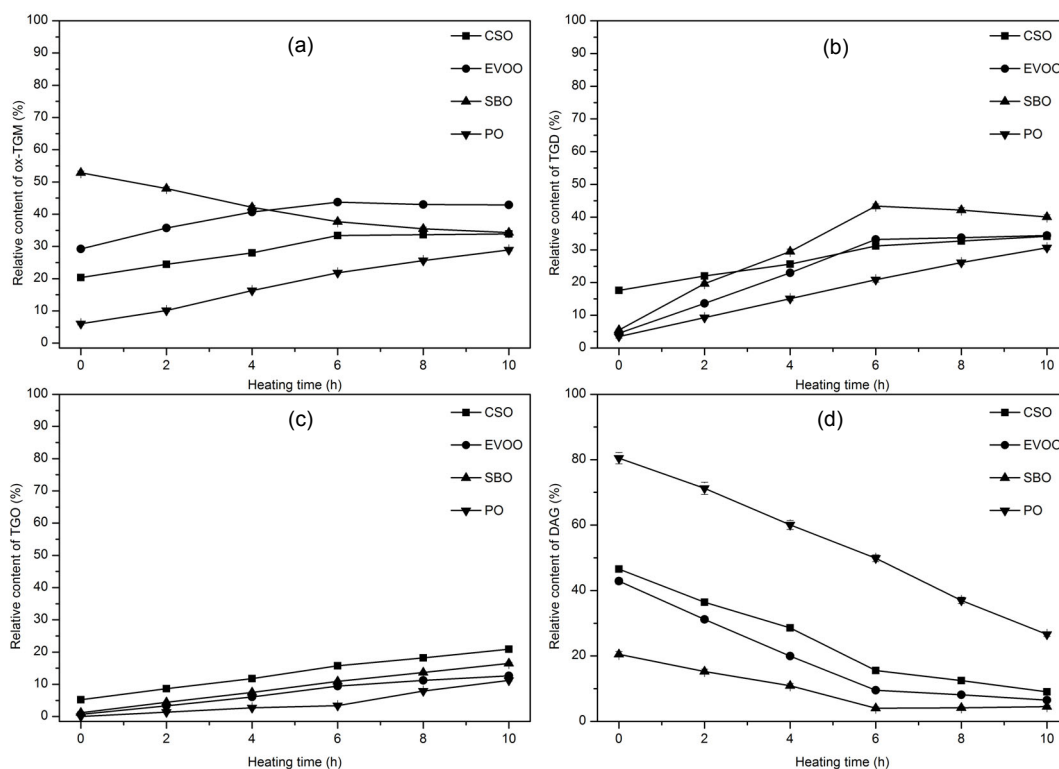 (a)
CSO
EVOO
SBO
PO
Relative content of ox-TGM (%)
100
90
80
70
60
50
40
30
20
10
0
0 2 4 6 8 10
Heating time (h)
(b)
CSO
EVOO
SBO
PO
Relative content of TGD (%)
100
90
80
70
60
50
40
30
20
10
0
0 2 4 6 8 10
Heating time (h)
(c)
CSO
EVOO
SBO
PO
Relative content of TGO (%)
100
90
80
70
60
50
40
30
20
10
0
0 2 4 6 8 10
Heating time (h)
(d)
CSO
EVOO
SBO
PO
Relative content of DAG (%)
100
80
60
40
20
0
0 2 4 6 8 10
Heating time (h)